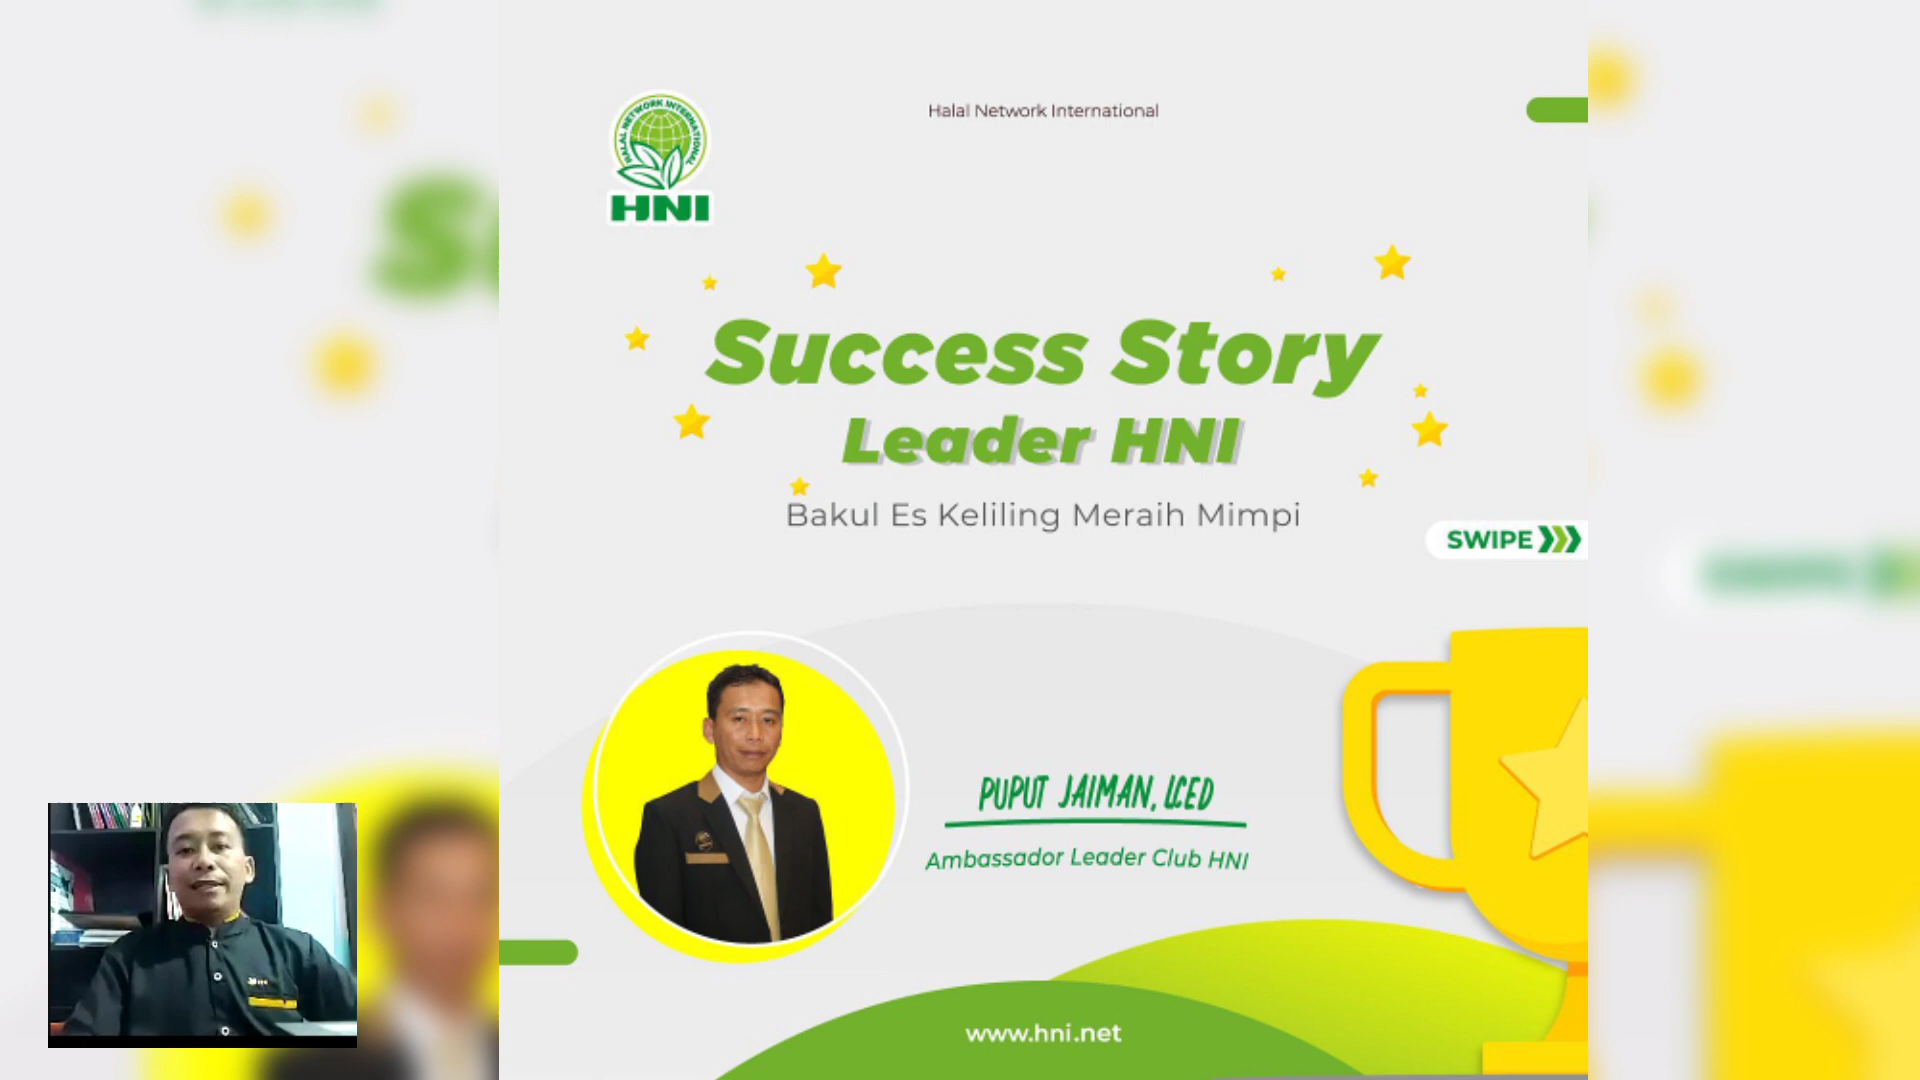 HALAL NETWORK INTERNATIONAL
HNI
Halal Network International
Success Story
Leader HNI
Bakul Es Keliling Meraih Mimpi
SWIPE
PUPUT JAIMAN, LCED
Ambassador Leader Club HNI
www.hni.net